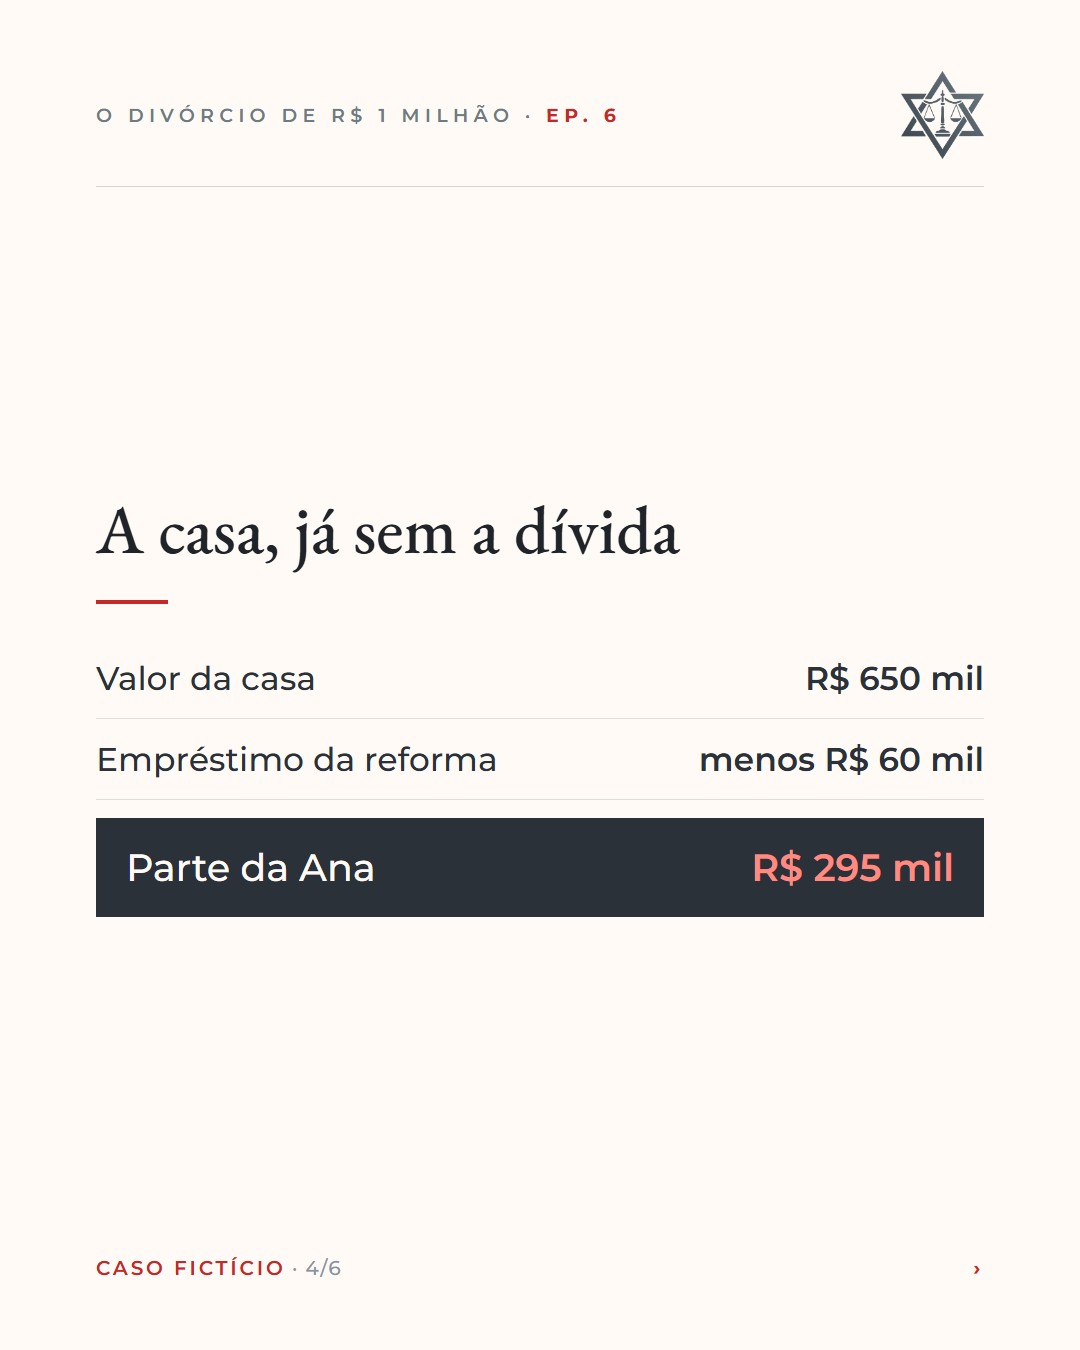 O DIVÓRCIO DE R$ 1 MILHÃO · EP. 6
A casa, já sem a dívida
Valor da casa R$ 650 mil
Empréstimo da reforma menos R$ 60 mil
Parte da Ana R$ 295 mil
CASO FICTÍCIO · 4/6 ›